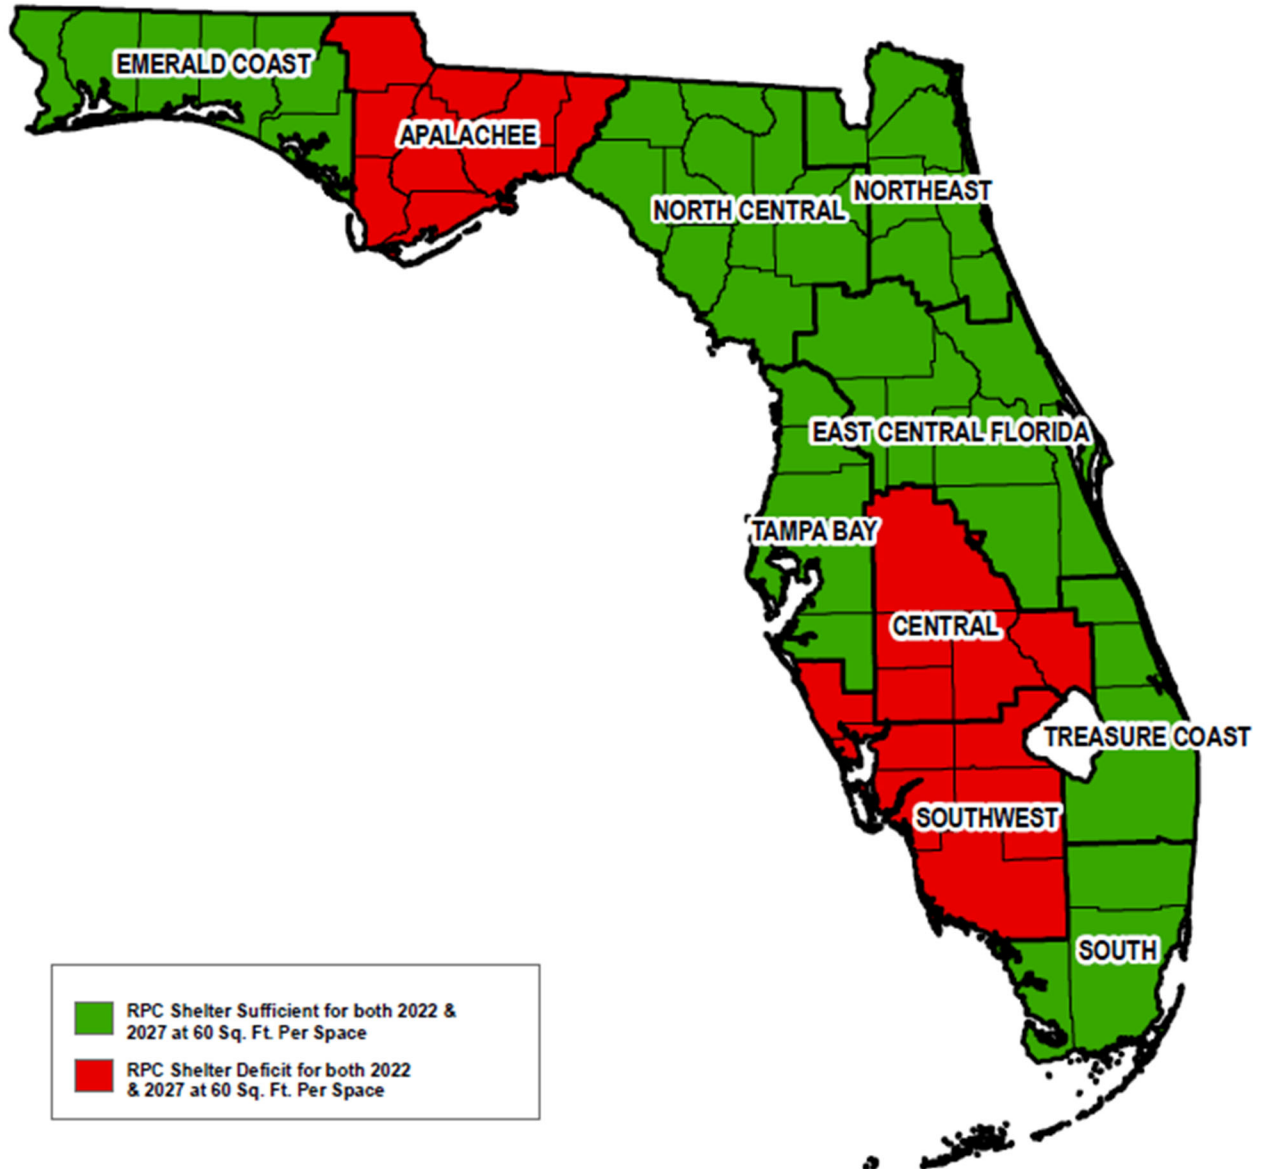 EMERALD COAST
APALACHEE
NORTHEAST
NORTH CENTRAL
EAST CENTRAL FLORIDA
TAMPA BAY
CENTRAL
TREASURE COAST
SOUTHWEST
SOUTH
RPC Shelter Sufficient for both 2022 &
2027 at 60 Sq. Ft. Per Space
RPC Shelter Deficit for both 2022
& 2027 at 60 Sq. Ft. Per Space